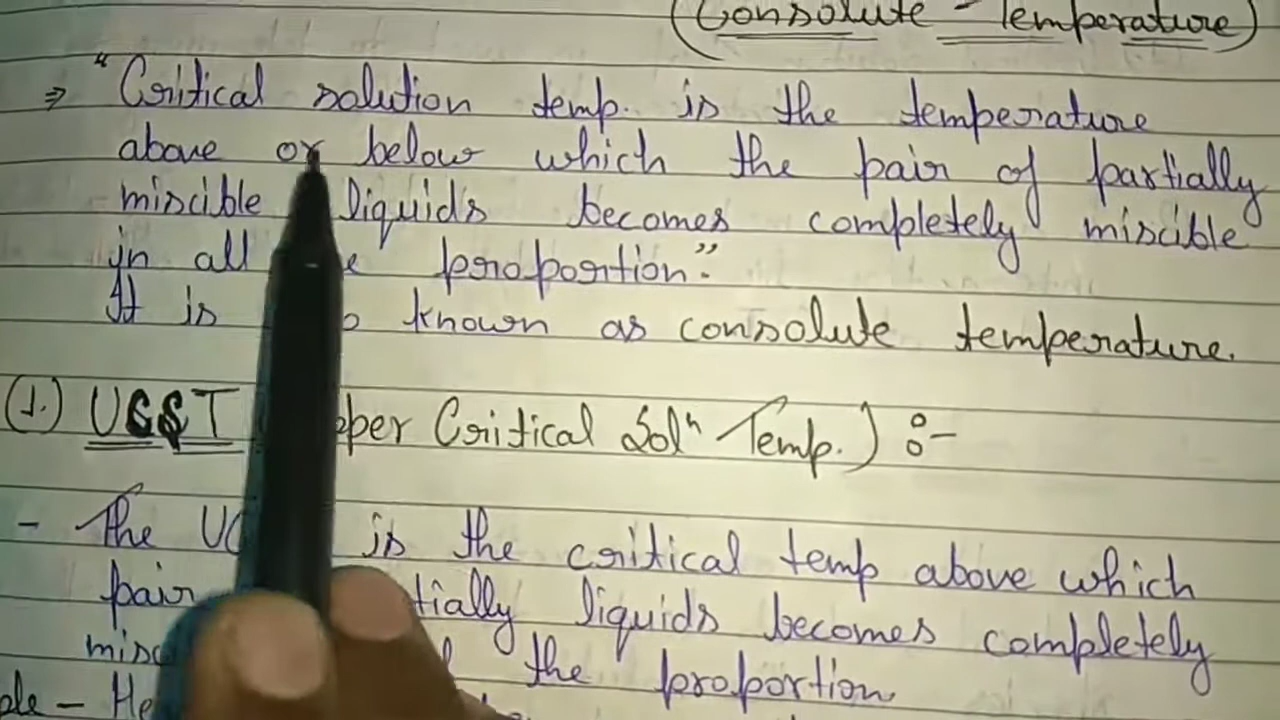 (Consolute - Temperature)
⇒ "Critical solution temp. is the temperature
above or below which the pair of partially
miscible liquids becomes completely miscible
in all proportion".
It is known as consolute temperature.
(1.) UCST Critical Solⁿ Temp.) :-
- The is the critical temp above which
pair liquids becomes completely
the proportion.